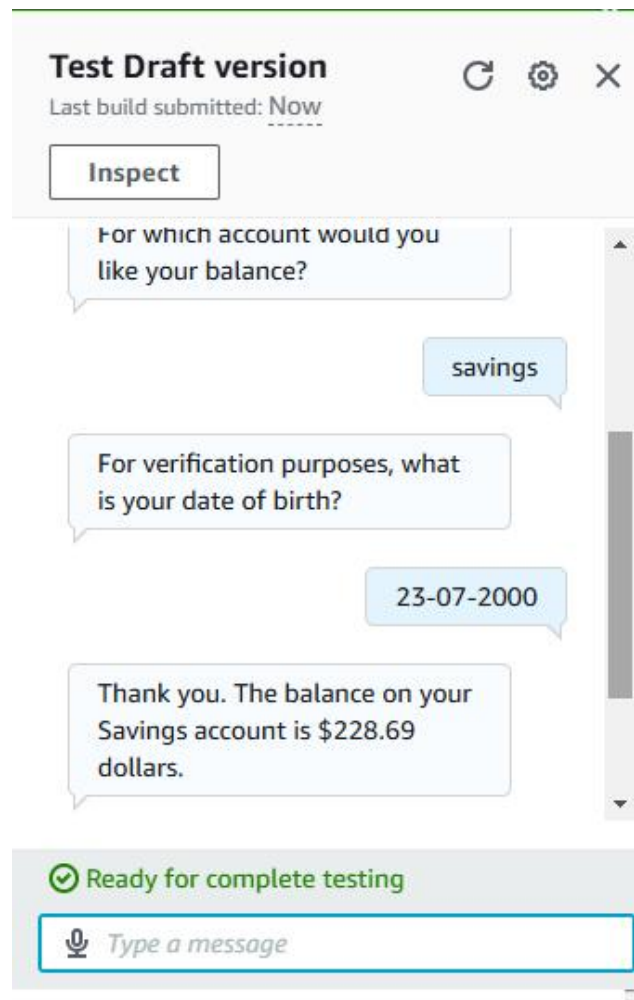 Test Draft version
Last build submitted: Now
Inspect
For which account would you
like your balance?
savings
For verification purposes, what
is your date of birth?
23-07-2000
Thank you. The balance on your
Savings account is $228.69
dollars.
Ready for complete testing
Type a message